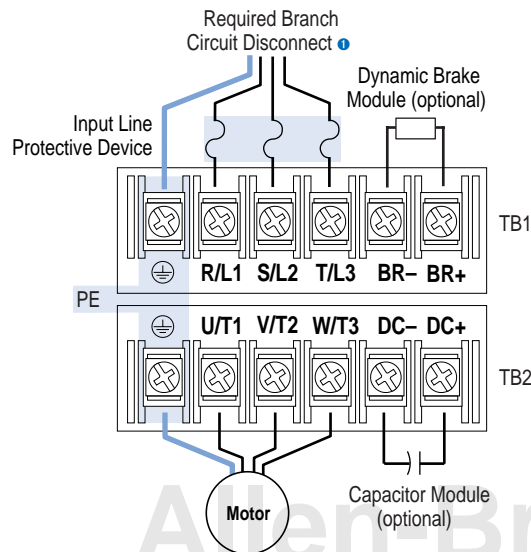 Required Branch
Circuit Disconnect ❶
Dynamic Brake
Module (optional)
Input Line
Protective Device
TB1
R/L1 S/L2 T/L3 BR– BR+
PE
U/T1 V/T2 W/T3 DC– DC+
TB2
Motor
Capacitor Module
(optional)
Allen-Br